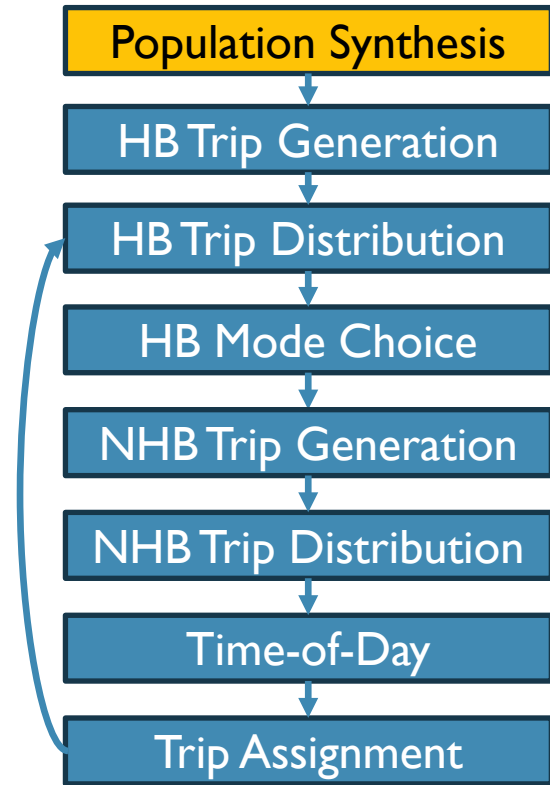 Population Synthesis
HB Trip Generation
HB Trip Distribution
HB Mode Choice
NHB Trip Generation
NHB Trip Distribution
Time-of-Day
Trip Assignment